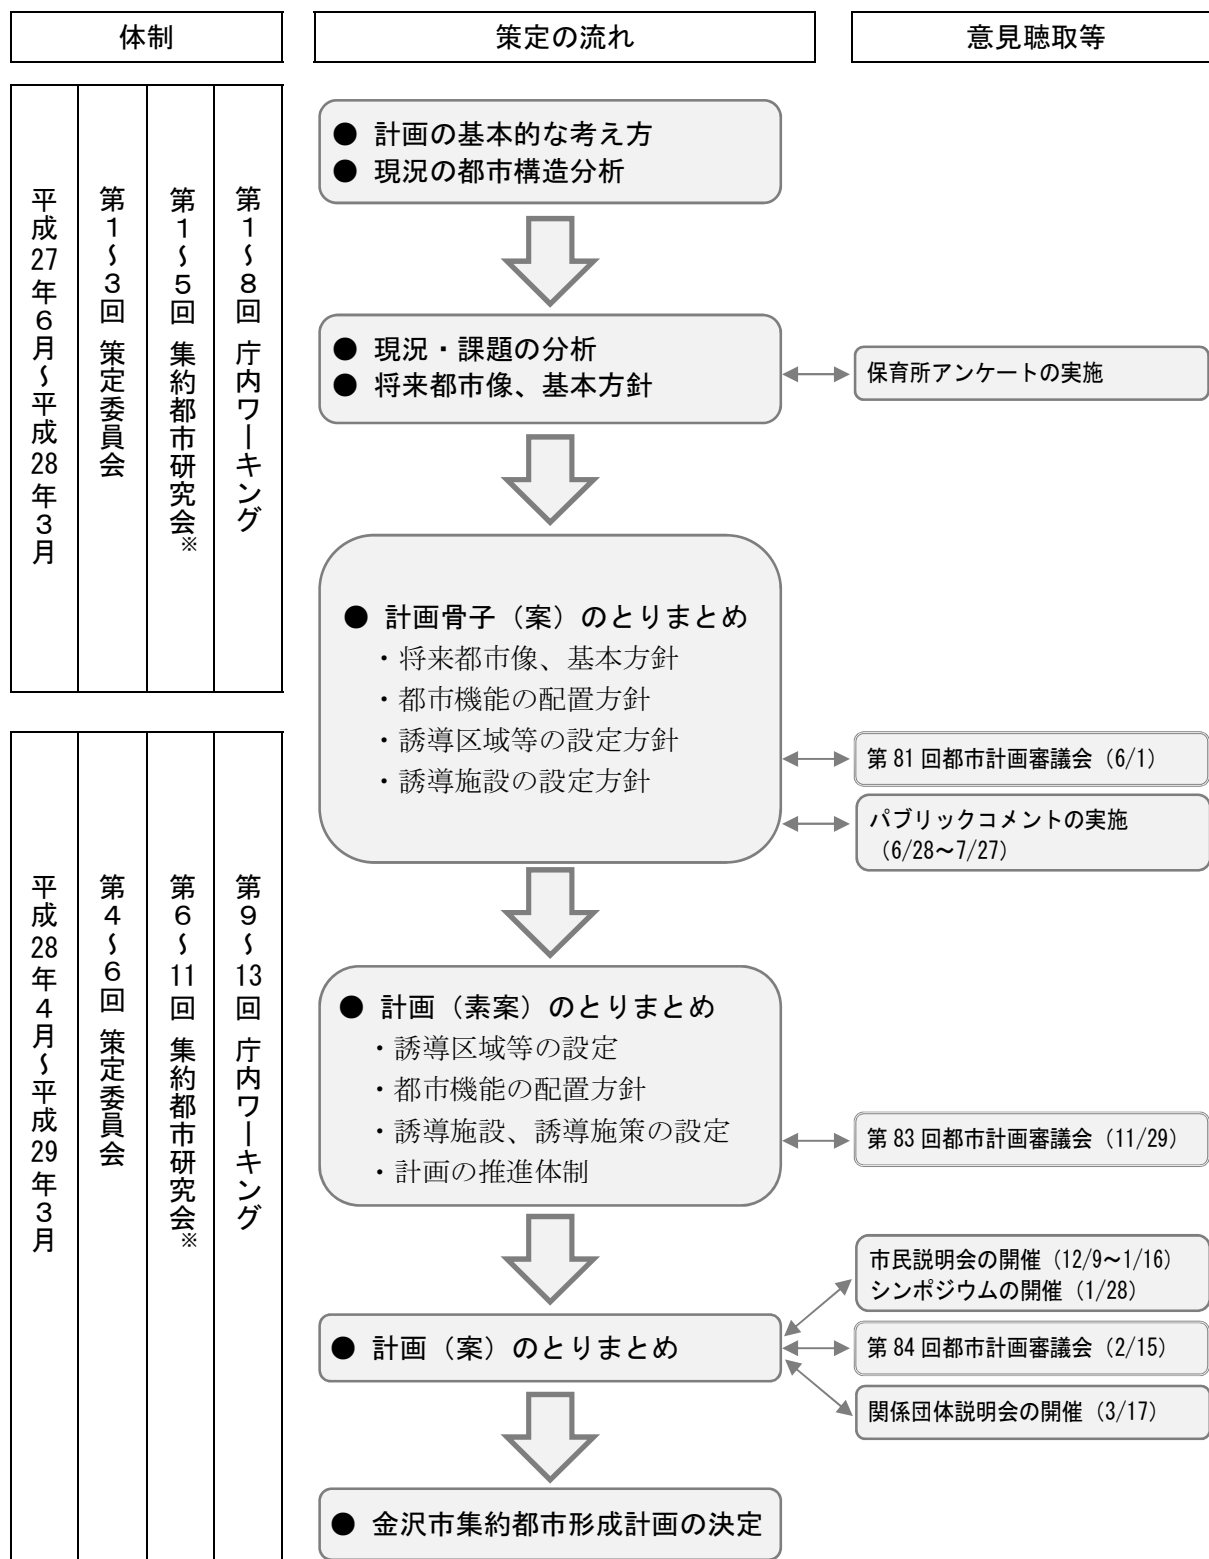 体制
策定の流れ
意見聴取等
平成27年6月～平成28年3月
第1～3回 策定委員会
第1～5回 集約都市研究会※
第1～8回 庁内ワーキング
平成28年4月～平成29年3月
第4～6回 策定委員会
第6～11回 集約都市研究会※
第9～13回 庁内ワーキング
● 計画の基本的な考え方
● 現況の都市構造分析
● 現況・課題の分析
● 将来都市像、基本方針
保育所アンケートの実施
● 計画骨子（案）のとりまとめ
・将来都市像、基本方針
・都市機能の配置方針
・誘導区域等の設定方針
・誘導施設の設定方針
第81回都市計画審議会（6/1）
パブリックコメントの実施
（6/28～7/27）
● 計画（素案）のとりまとめ
・誘導区域等の設定
・都市機能の配置方針
・誘導施設、誘導施策の設定
・計画の推進体制
第83回都市計画審議会（11/29）
市民説明会の開催（12/9～1/16）
シンポジウムの開催（1/28）
● 計画（案）のとりまとめ
第84回都市計画審議会（2/15）
関係団体説明会の開催（3/17）
● 金沢市集約都市形成計画の決定